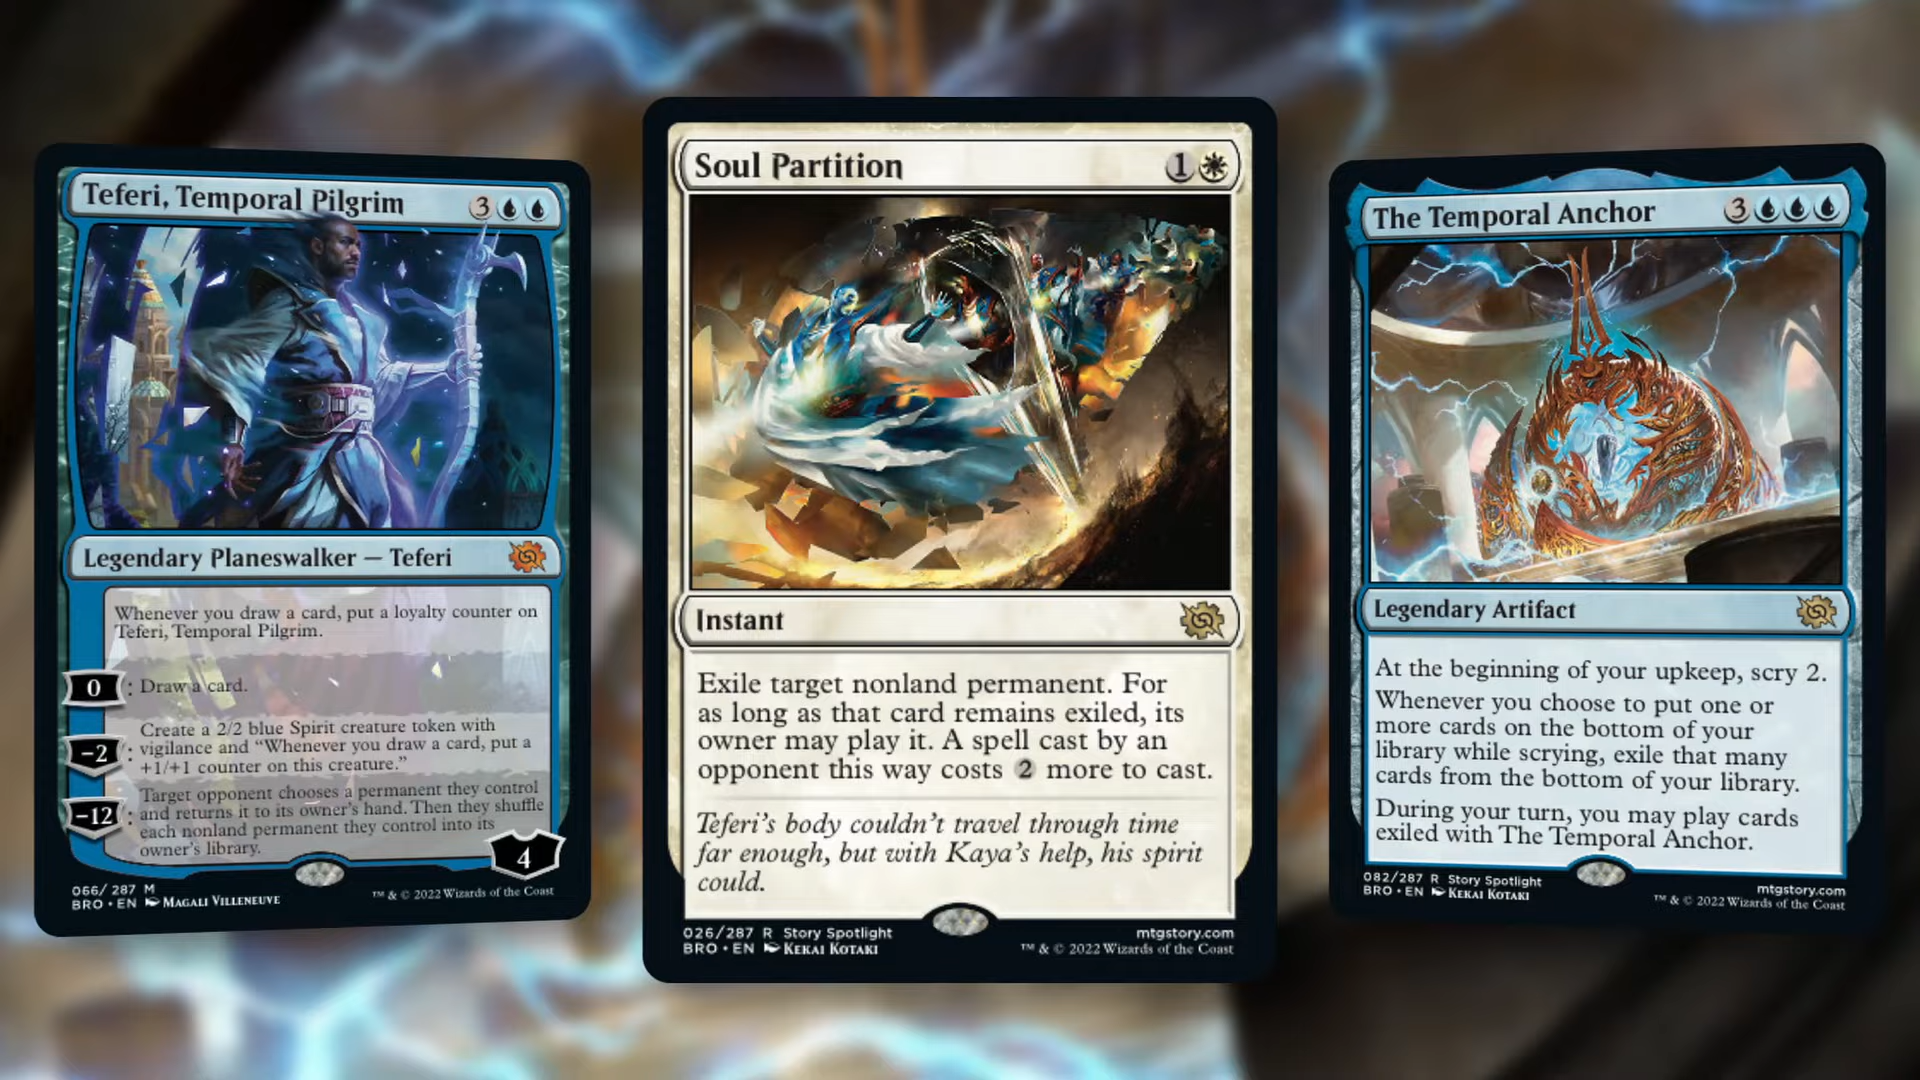 Teferi, Temporal Pilgrim
3
Legendary Planeswalker — Teferi
Whenever you draw a card, put a loyalty counter on
Teferi, Temporal Pilgrim.
0 : Draw a card.
Create a 2/2 blue Spirit creature token with
−2 : vigilance and “Whenever you draw a card, put a
+1/+1 counter on this creature.”
Target opponent chooses a permanent they control
−12 : and returns it to its owner’s hand. Then they shuffle
each nonland permanent they control into its
owner’s library.
4
066/ 287 M
BRO • EN MAGALI VILLENEUVE
™ & © 2022 Wizards of the Coast
Soul Partition
1
Instant
Exile target nonland permanent. For
as long as that card remains exiled, its
owner may play it. A spell cast by an
opponent this way costs 2 more to cast.
Teferi’s body couldn’t travel through time
far enough, but with Kaya’s help, his spirit
could.
026/287 R Story Spotlight
BRO • EN KEKAI KOTAKI
mtgstory.com
™ & © 2022 Wizards of the Coast
The Temporal Anchor
3
Legendary Artifact
At the beginning of your upkeep, scry 2.
Whenever you choose to put one or
more cards on the bottom of your
library while scrying, exile that many
cards from the bottom of your library.
During your turn, you may play cards
exiled with The Temporal Anchor.
082/287 R Story Spotlight
BRO • EN KEKAI KOTAKI
mtgstory.com
™ & © 2022 Wizards of the Coast